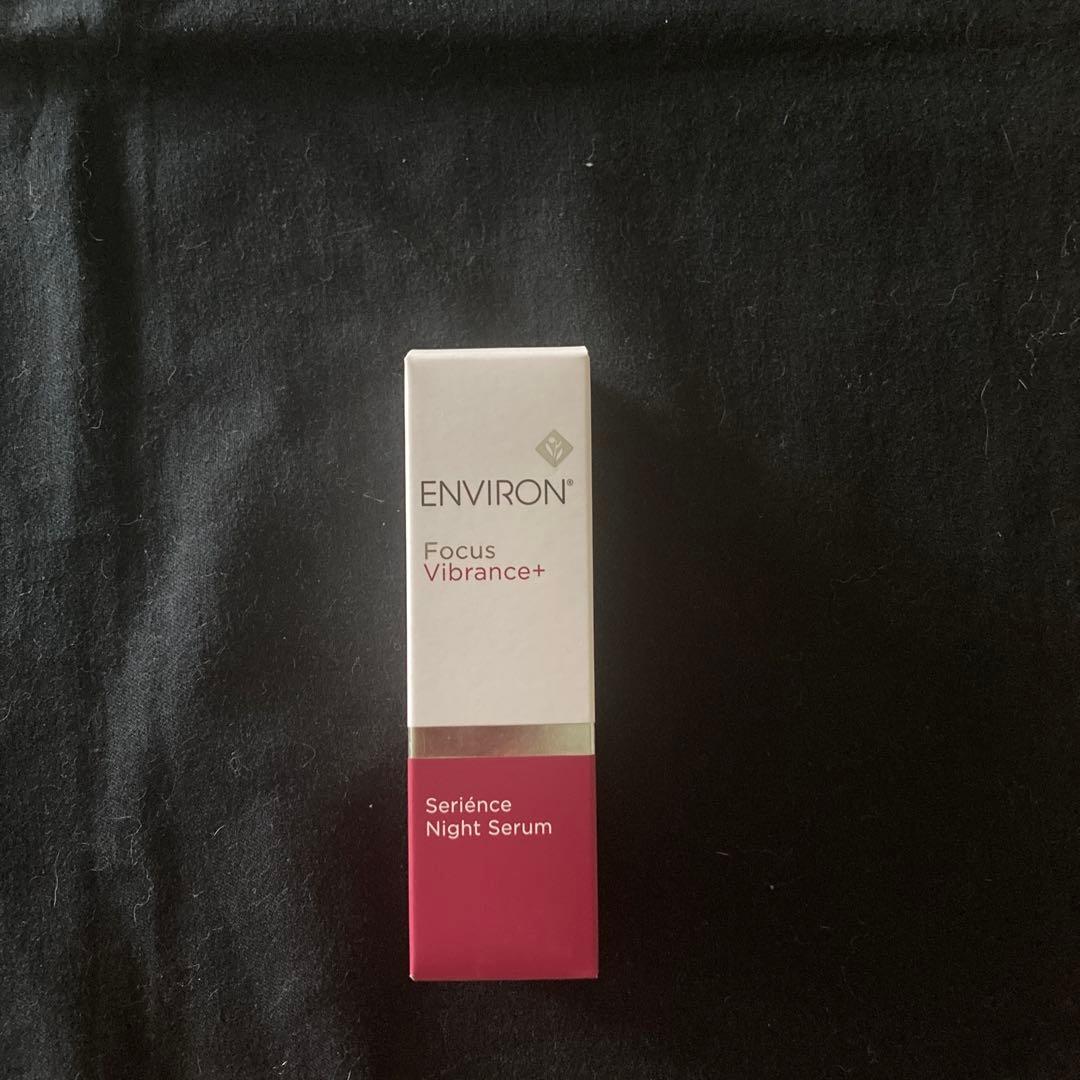 ENVIRON®
Focus
Vibrance+
Seriénce
Night Serum